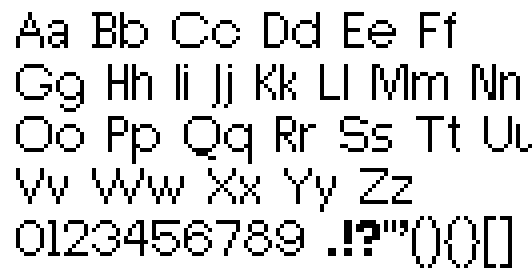 Aa Bb Cc Dd Ee Ff
Gg Hh Ii Jj Kk Ll Mm Nn
Oo Pp Qq Rr Ss Tt Uu
Vv Ww Xx Yy Zz
0123456789 .!?"'(){}[]